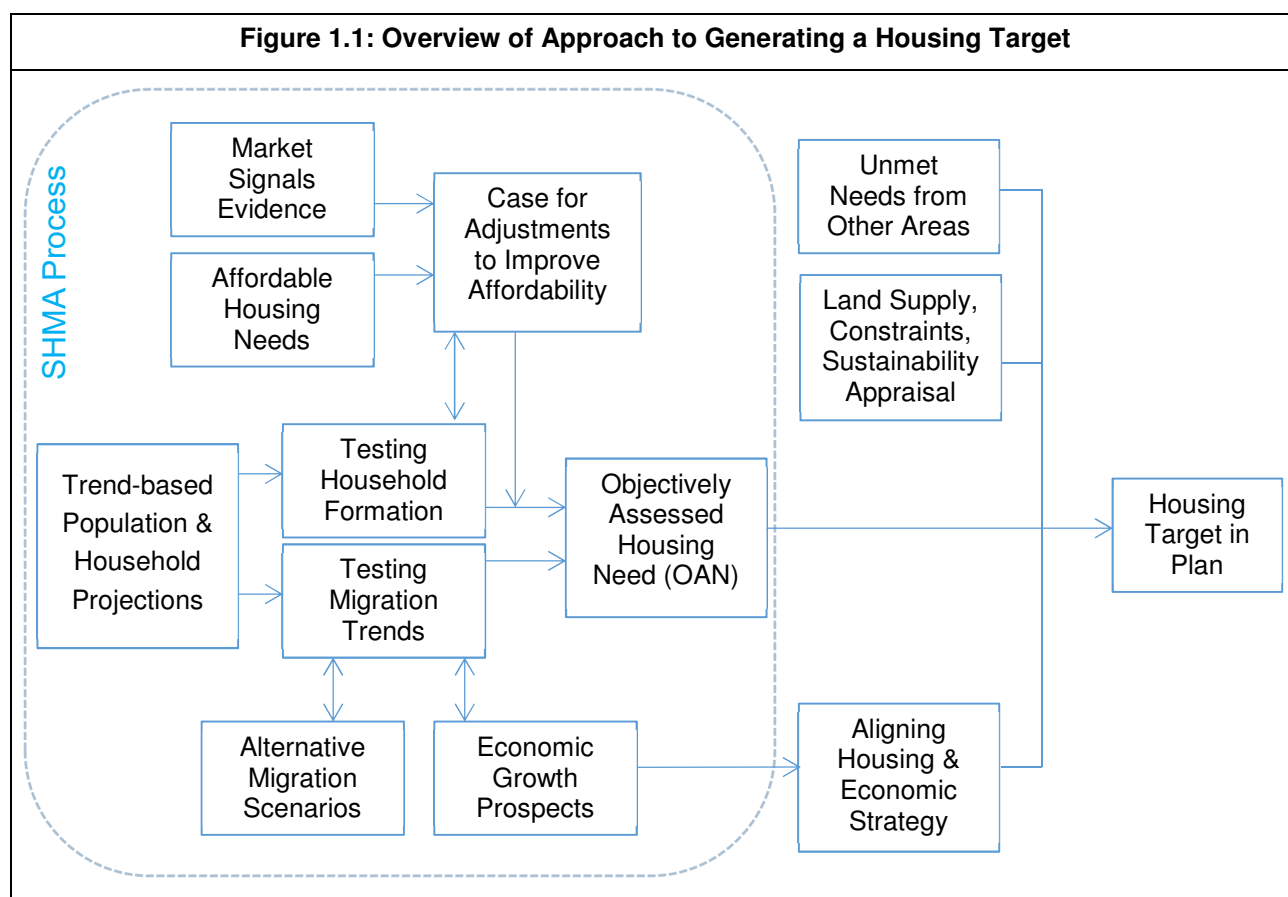 Figure 1.1: Overview of Approach to Generating a Housing Target
SHMA Process
Market
Signals
Evidence
Affordable
Housing
Needs
Case for
Adjustments
to Improve
Affordability
Unmet
Needs from
Other Areas
Land Supply,
Constraints,
Sustainability
Appraisal
Trend-based
Population &
Household
Projections
Testing
Household
Formation
Testing
Migration
Trends
Objectively
Assessed
Housing
Need (OAN)
Housing
Target in
Plan
Alternative
Migration
Scenarios
Economic
Growth
Prospects
Aligning
Housing &
Economic
Strategy